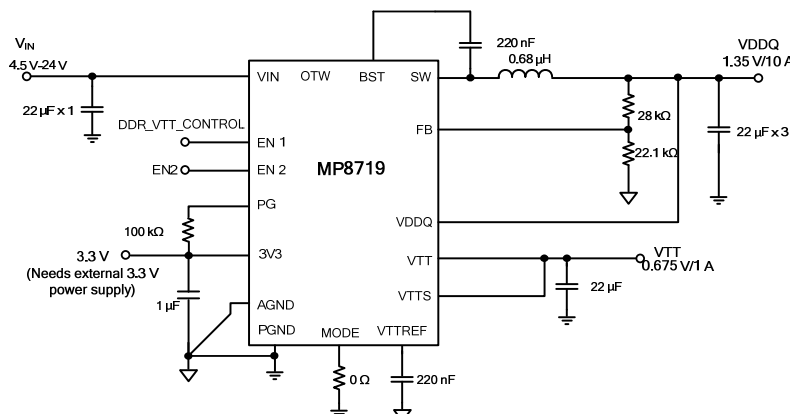 VIN
4.5 V-24 V
22 µF x 1
DDR_VTT_CONTROL
EN2
100 kΩ
3.3 V
(Needs external 3.3 V
power supply)
1 µF
VIN
OTW
BST
SW
EN 1
FB
EN 2
MP8719
PG
VDDQ
3V3
VTT
VTTS
AGND
PGND
MODE
VTTREF
220 nF
0.68 µH
VDDQ
1.35 V/10 A
28 kΩ
22.1 kΩ
22 µF x 3
VTT
0.675 V/1 A
22 µF
0 Ω
220 nF